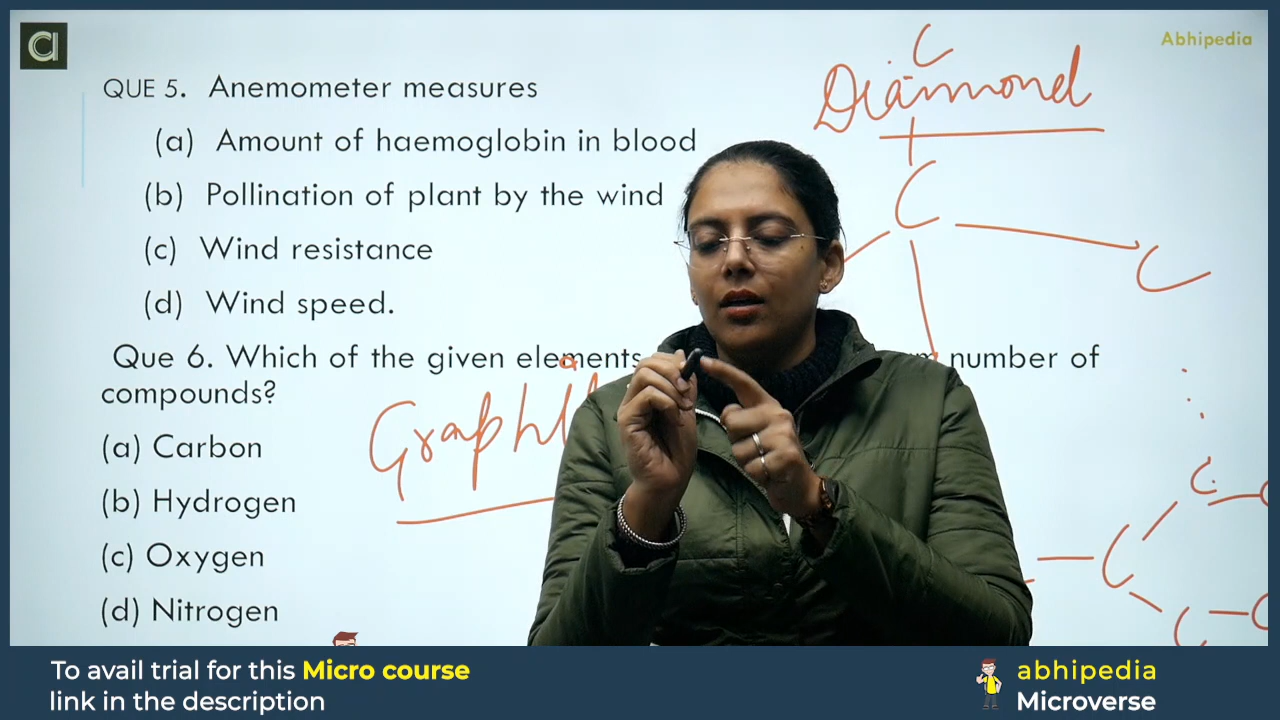 Abhipedia
QUE 5. Anemometer measures
(a) Amount of haemoglobin in blood
(b) Pollination of plant by the wind
(c) Wind resistance
(d) Wind speed.
Que 6. Which of the given elements number of
compounds?
(a) Carbon
(b) Hydrogen
(c) Oxygen
(d) Nitrogen
C
Diamond
C
C
C
C
C
C
C
To avail trial for this Micro course
link in the description
abhipedia
Microverse